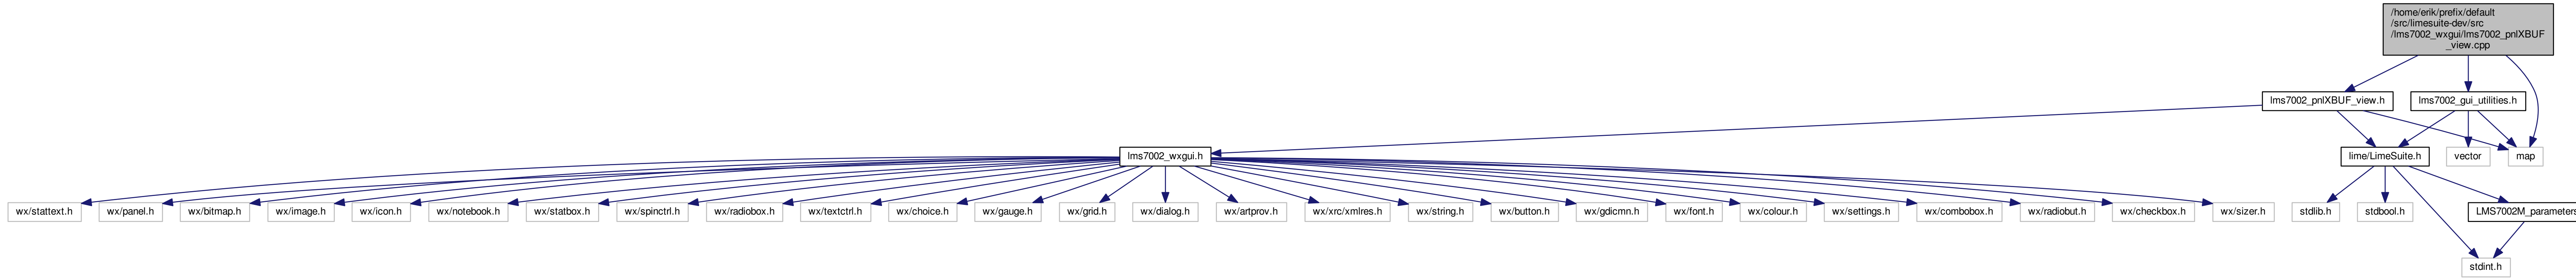 /home/erik/prefix/default
/src/limesuite-dev/src
/lms7002_wxgui/lms7002_pnlXBUF
_view.cpp
lms7002_pnlXBUF_view.h
lms7002_gui_utilities.h
lms7002_wxgui.h
lime/LimeSuite.h
vector
map
wx/stattext.h
wx/panel.h
wx/bitmap.h
wx/image.h
wx/icon.h
wx/notebook.h
wx/statbox.h
wx/spinctrl.h
wx/radiobox.h
wx/textctrl.h
wx/choice.h
wx/gauge.h
wx/grid.h
wx/dialog.h
wx/artprov.h
wx/xrc/xmlres.h
wx/string.h
wx/button.h
wx/gdicmn.h
wx/font.h
wx/colour.h
wx/settings.h
wx/combobox.h
wx/radiobut.h
wx/checkbox.h
wx/sizer.h
stdlib.h
stdbool.h
LMS7002M_parameters
stdint.h